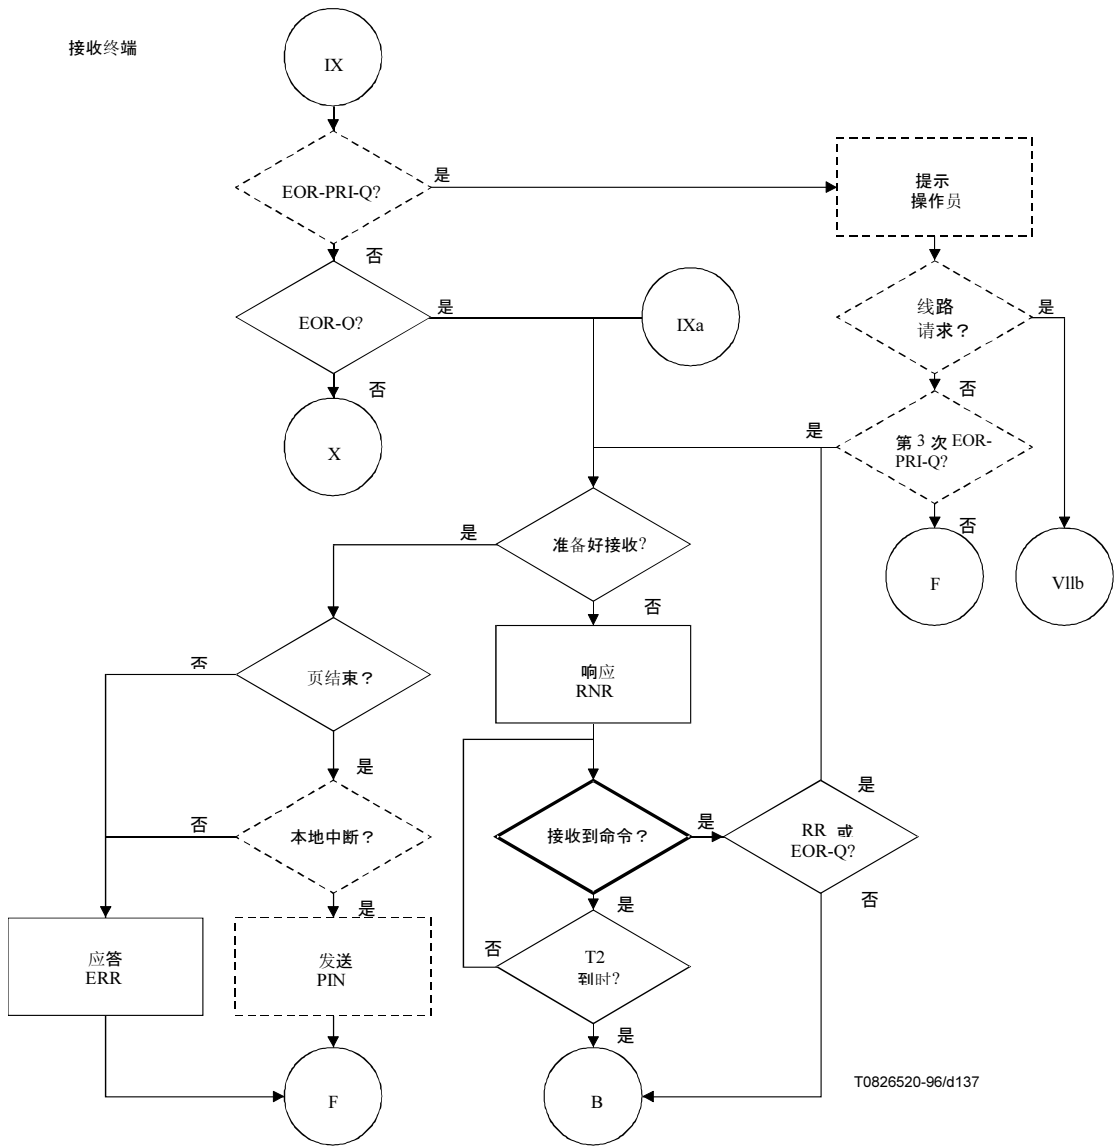 接收终端
IX
EOR-PRI-Q?
是
提示
操作员
否
EOR-Q?
是
IXa
线路
请求？
是
否
X
否
是
第 3 次 EOR-
PRI-Q?
否
F
VIIb
是
准备好接收?
否
否
页结束？
响应
RNR
是
否
本地中断？
接收到命令？
是
是
RR 或
EOR-Q?
否
是
是
应答
ERR
发送
PIN
否
T2
到时?
是
F
B
T0826520-96/d137